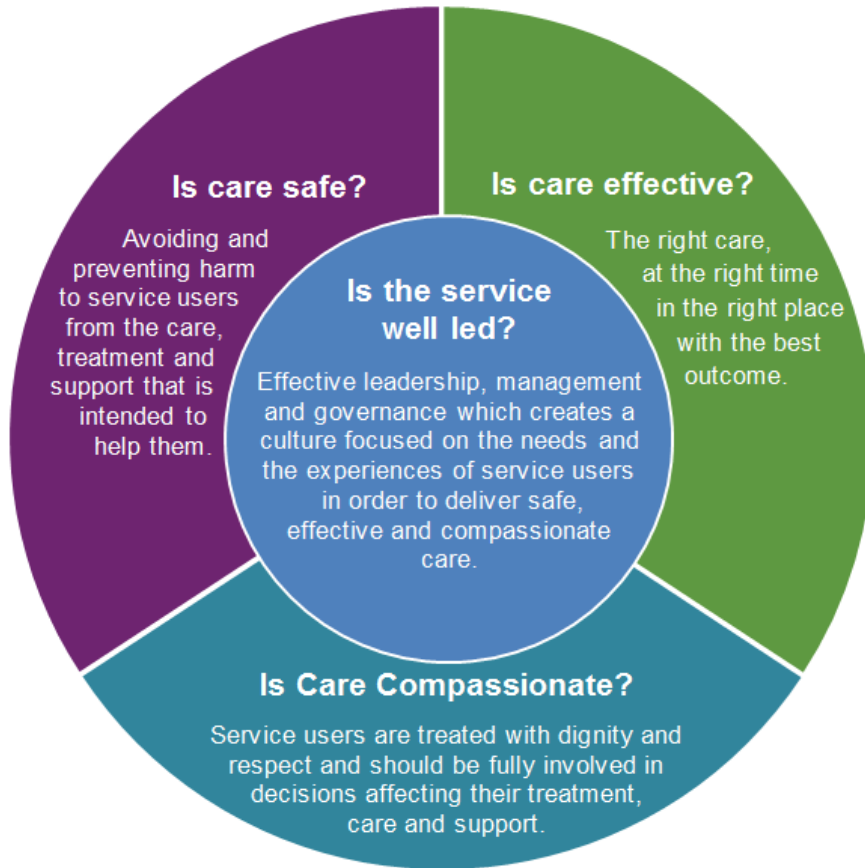 Is care safe?
Avoiding and
preventing harm
to service users
from the care,
treatment and
support that is
intended to
help them.
Is care effective?
The right care,
at the right time
in the right place
with the best
outcome.
Is the service
well led?
Effective leadership, management
and governance which creates a
culture focused on the needs and
the experiences of service users
in order to deliver safe,
effective and compassionate
care.
Is Care Compassionate?
Service users are treated with dignity and
respect and should be fully involved in
decisions affecting their treatment,
care and support.